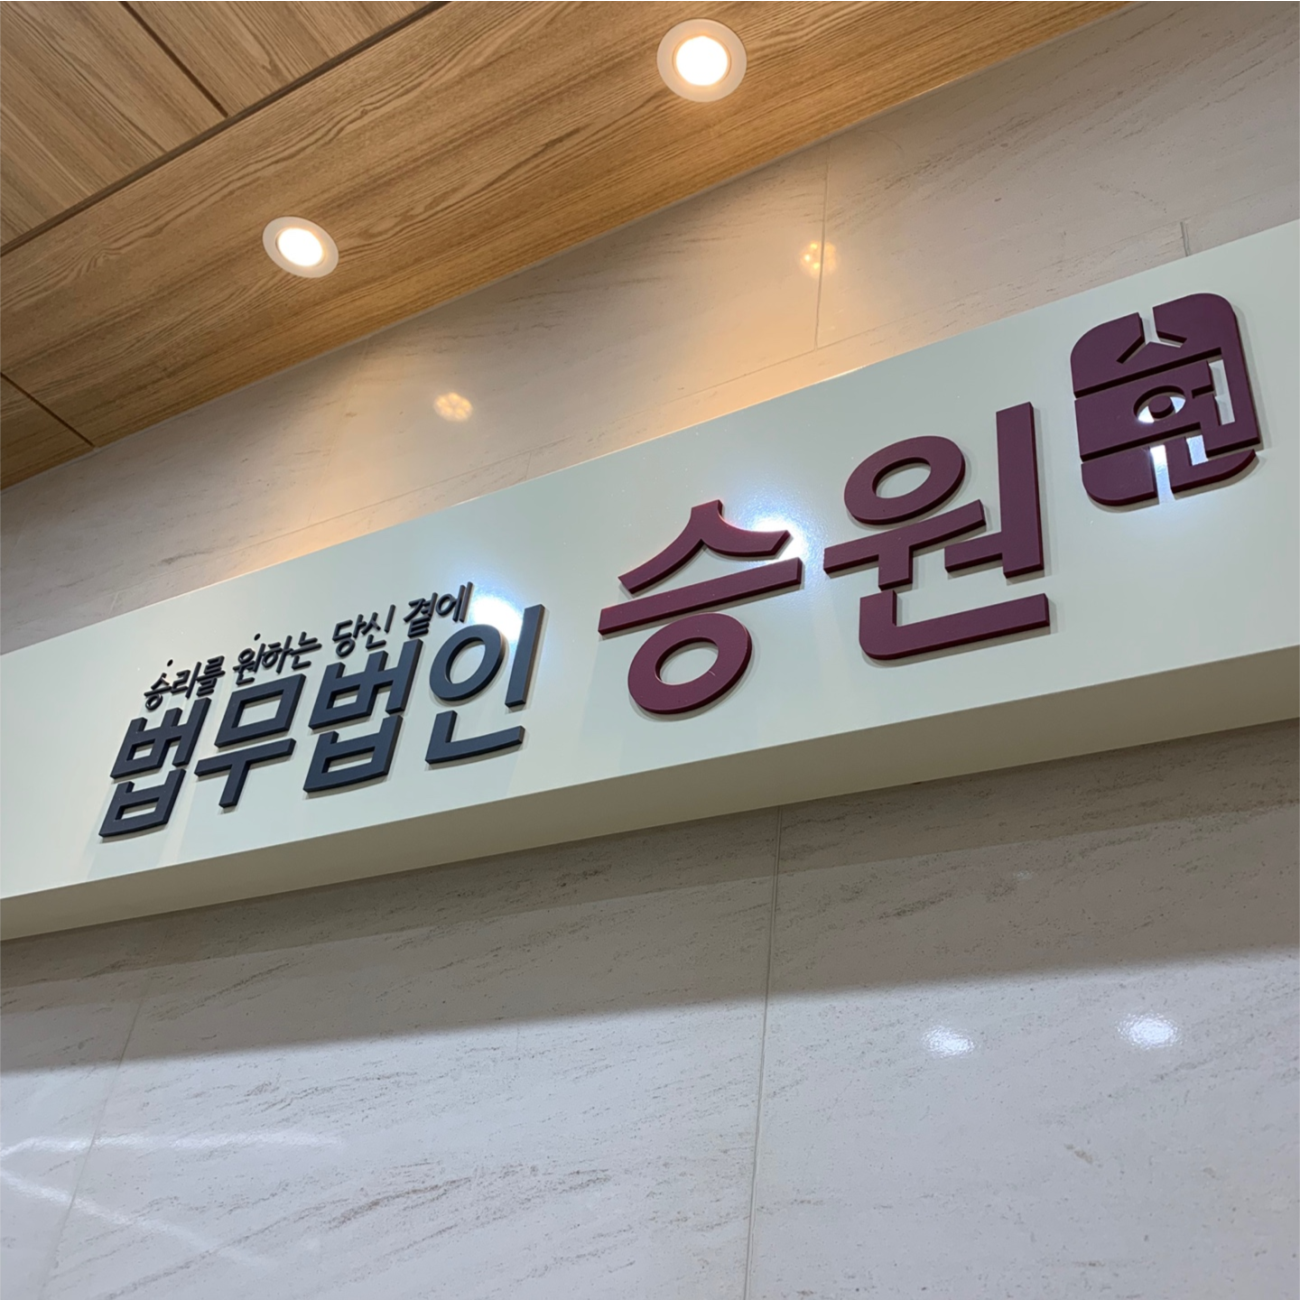 승리를 원하는 당신 곁에
법무법인 승원
승원